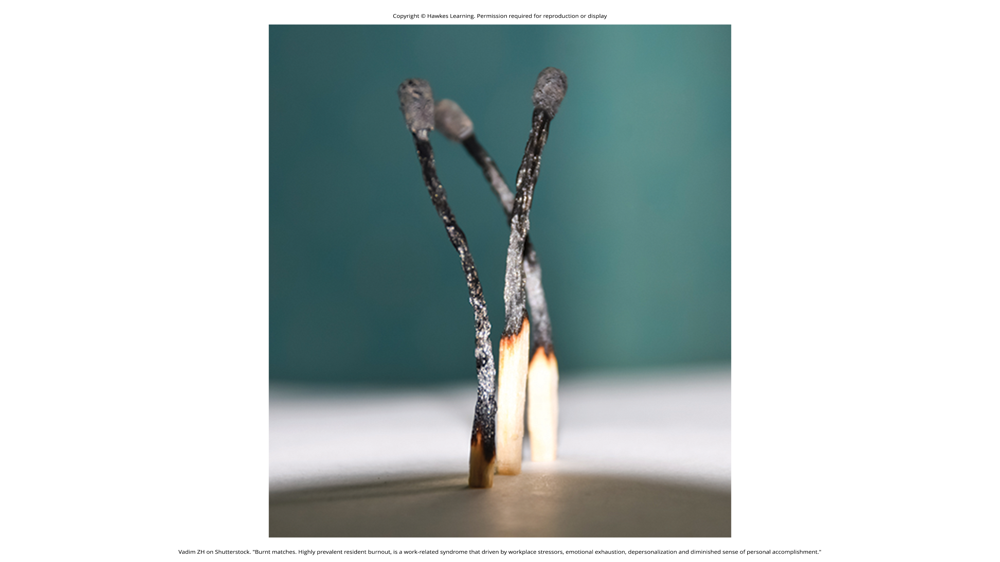 Copyright © Hawkes Learning. Permission required for reproduction or display
Vadim ZH on Shutterstock. "Burnt matches. Highly prevalent resident burnout, is a work-related syndrome that driven by workplace stressors, emotional exhaustion, depersonalization and diminished sense of personal accomplishment."